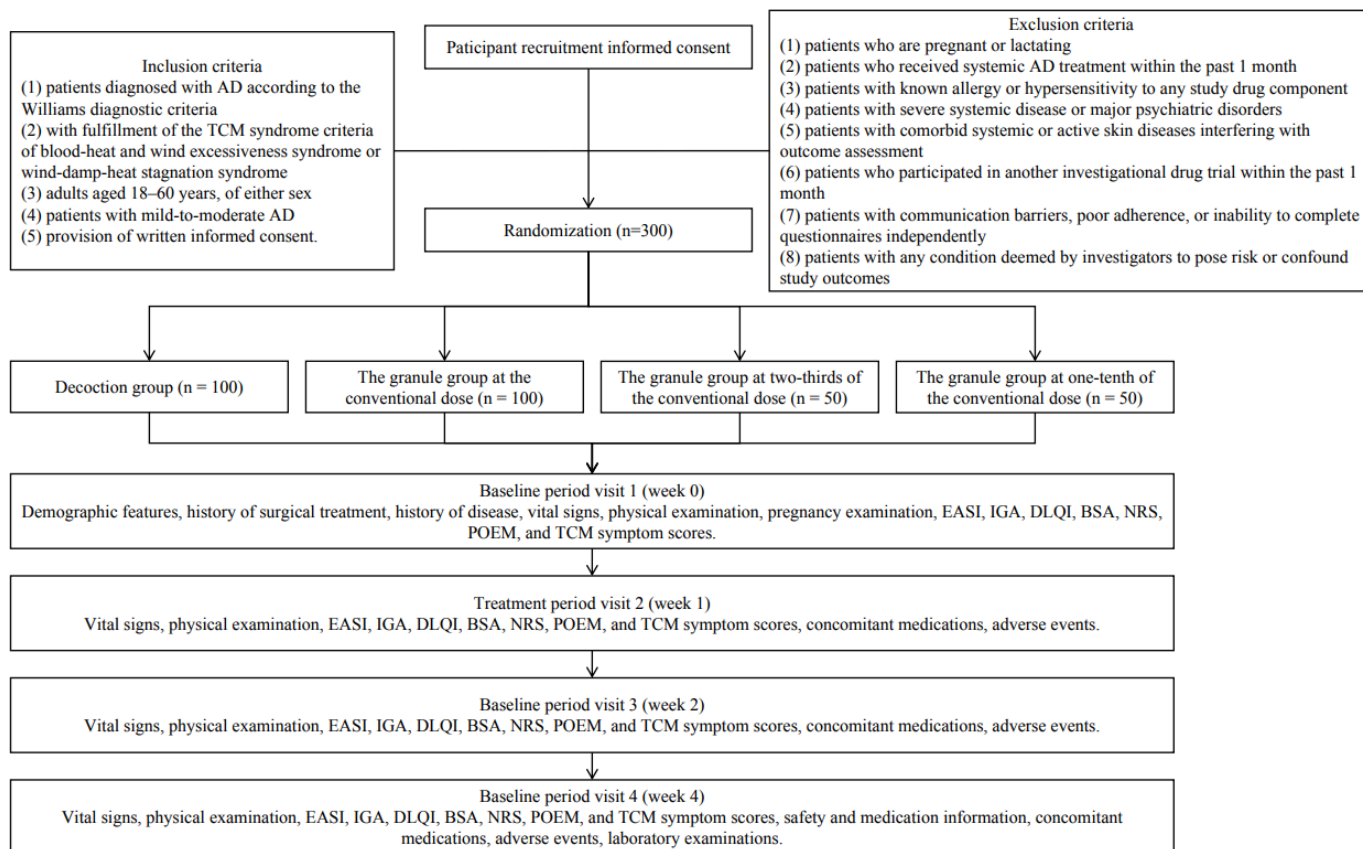 Paticipant recruitment informed consent
Inclusion criteria
(1) patients diagnosed with AD according to the
Williams diagnostic criteria
(2) with fulfillment of the TCM syndrome criteria
of blood-heat and wind excessiveness syndrome or
wind-damp-heat stagnation syndrome
(3) adults aged 18–60 years, of either sex
(4) patients with mild-to-moderate AD
(5) provision of written informed consent.
Exclusion criteria
(1) patients who are pregnant or lactating
(2) patients who received systemic AD treatment within the past 1 month
(3) patients with known allergy or hypersensitivity to any study drug component
(4) patients with severe systemic disease or major psychiatric disorders
(5) patients with comorbid systemic or active skin diseases interfering with
outcome assessment
(6) patients who participated in another investigational drug trial within the past 1
month
(7) patients with communication barriers, poor adherence, or inability to complete
questionnaires independently
(8) patients with any condition deemed by investigators to pose risk or confound
study outcomes
Randomization (n=300)
Decoction group (n = 100)
The granule group at the
conventional dose (n = 100)
The granule group at two-thirds of
the conventional dose (n = 50)
The granule group at one-tenth of
the conventional dose (n = 50)
Baseline period visit 1 (week 0)
Demographic features, history of surgical treatment, history of disease, vital signs, physical examination, pregnancy examination, EASI, IGA, DLQI, BSA, NRS,
POEM, and TCM symptom scores.
Treatment period visit 2 (week 1)
Vital signs, physical examination, EASI, IGA, DLQI, BSA, NRS, POEM, and TCM symptom scores, concomitant medications, adverse events.
Baseline period visit 3 (week 2)
Vital signs, physical examination, EASI, IGA, DLQI, BSA, NRS, POEM, and TCM symptom scores, concomitant medications, adverse events.
Baseline period visit 4 (week 4)
Vital signs, physical examination, EASI, IGA, DLQI, BSA, NRS, POEM, and TCM symptom scores, safety and medication information, concomitant
medications, adverse events, laboratory examinations.